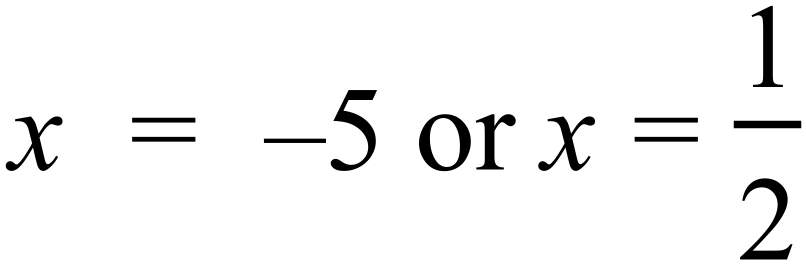 x = –5 or x = 1/2